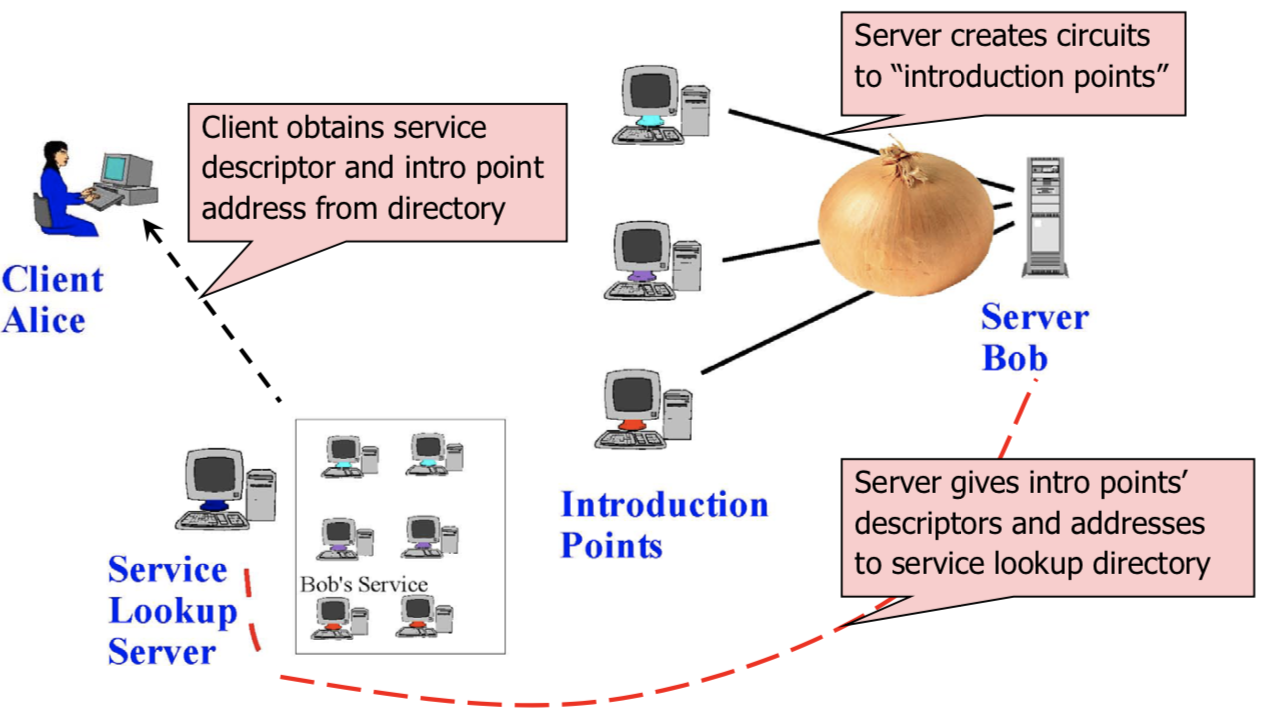 Server creates circuits
to “introduction points”
Client obtains service
descriptor and intro point
address from directory
Client
Alice
Server
Bob
Introduction
Points
Server gives intro points’
descriptors and addresses
to service lookup directory
Service
Lookup
Server
Bob's Service